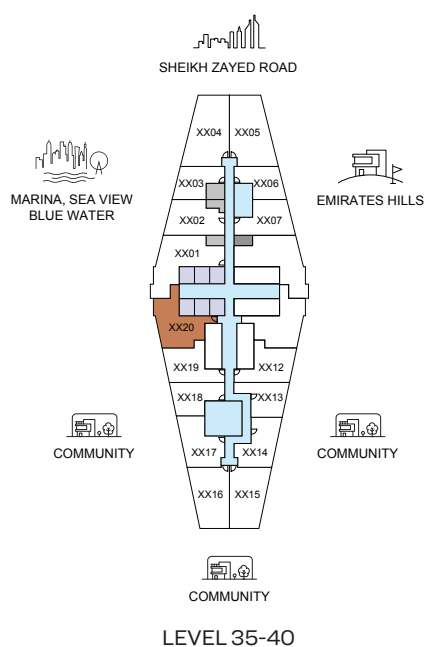 SHEIKH ZAYED ROAD
XX04 XX05
MARINA, SEA VIEW
BLUE WATER
XX03 XX06
EMIRATES HILLS
XX02 XX07
XX01
XX20
XX19 XX12
XX18 XX13
COMMUNITY
COMMUNITY
XX17 XX14
XX16 XX15
COMMUNITY
LEVEL 35-40